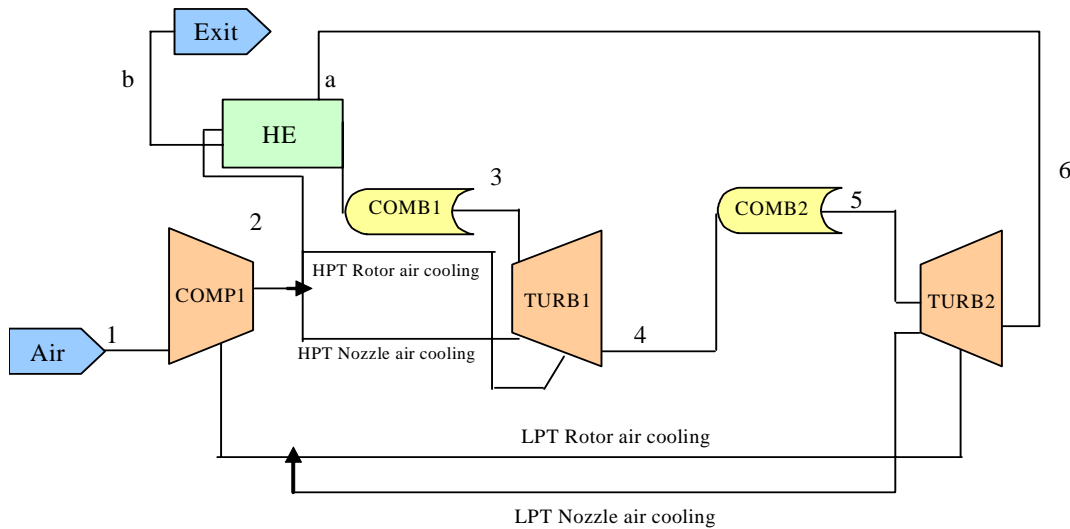 Exit
b
a
HE
6
3
COMB1
COMB2
5
2
HPT Rotor air cooling
COMP1
TURB1
TURB2
1
HPT Nozzle air cooling
4
Air
LPT Rotor air cooling
LPT Nozzle air cooling